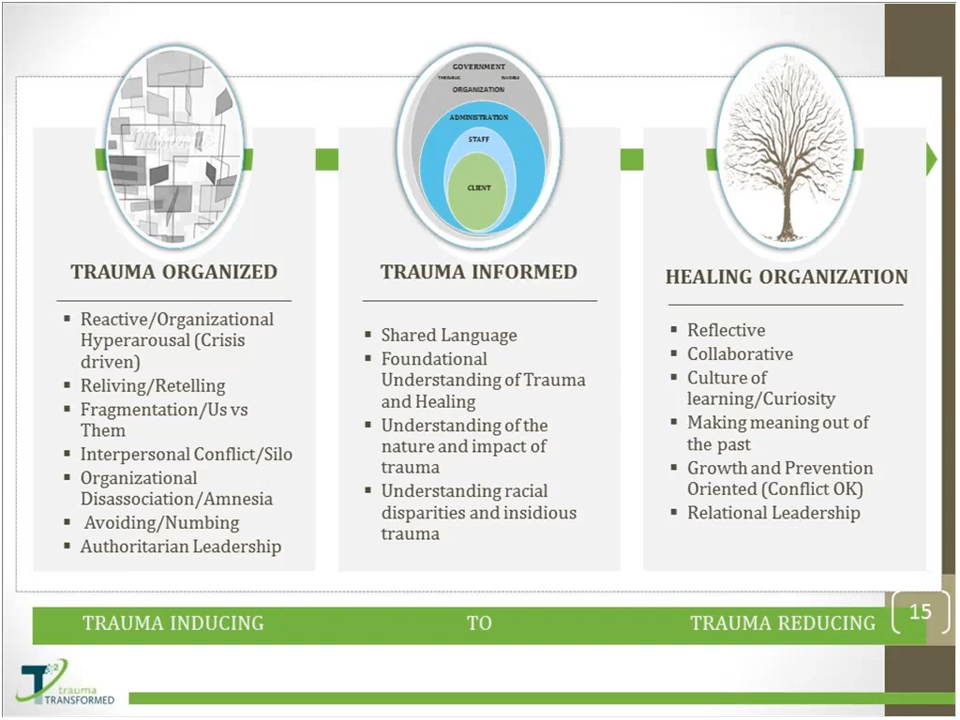 GOVERNMENT
ORGANIZATION
ADMINISTRATION
STAFF
CLIENT
TRAUMA ORGANIZED
▪ Reactive/Organizational
Hyperarousal (Crisis
driven)
▪ Reliving/Retelling
▪ Fragmentation/Us vs
Them
▪ Interpersonal Conflict/Silo
▪ Organizational
Disassociation/Amnesia
▪ Avoiding/Numbing
▪ Authoritarian Leadership
TRAUMA INFORMED
▪ Shared Language
▪ Foundational
Understanding of Trauma
and Healing
▪ Understanding of the
nature and impact of
trauma
▪ Understanding racial
disparities and insidious
trauma
HEALING ORGANIZATION
▪ Reflective
▪ Collaborative
▪ Culture of
learning/Curiosity
▪ Making meaning out of
the past
▪ Growth and Prevention
Oriented (Conflict OK)
▪ Relational Leadership
TRAUMA INDUCING TO TRAUMA REDUCING
15
T2
trauma
TRANSFORMED